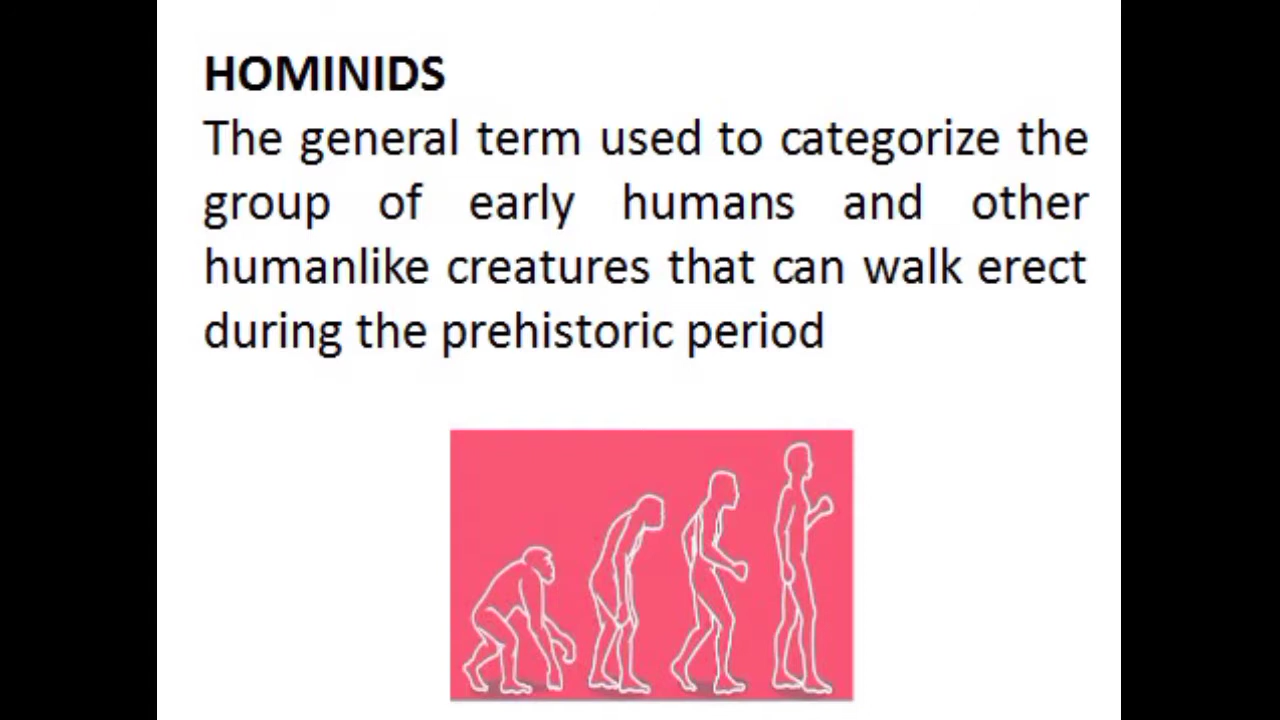 HOMINIDS
The general term used to categorize the
group of early humans and other
humanlike creatures that can walk erect
during the prehistoric period